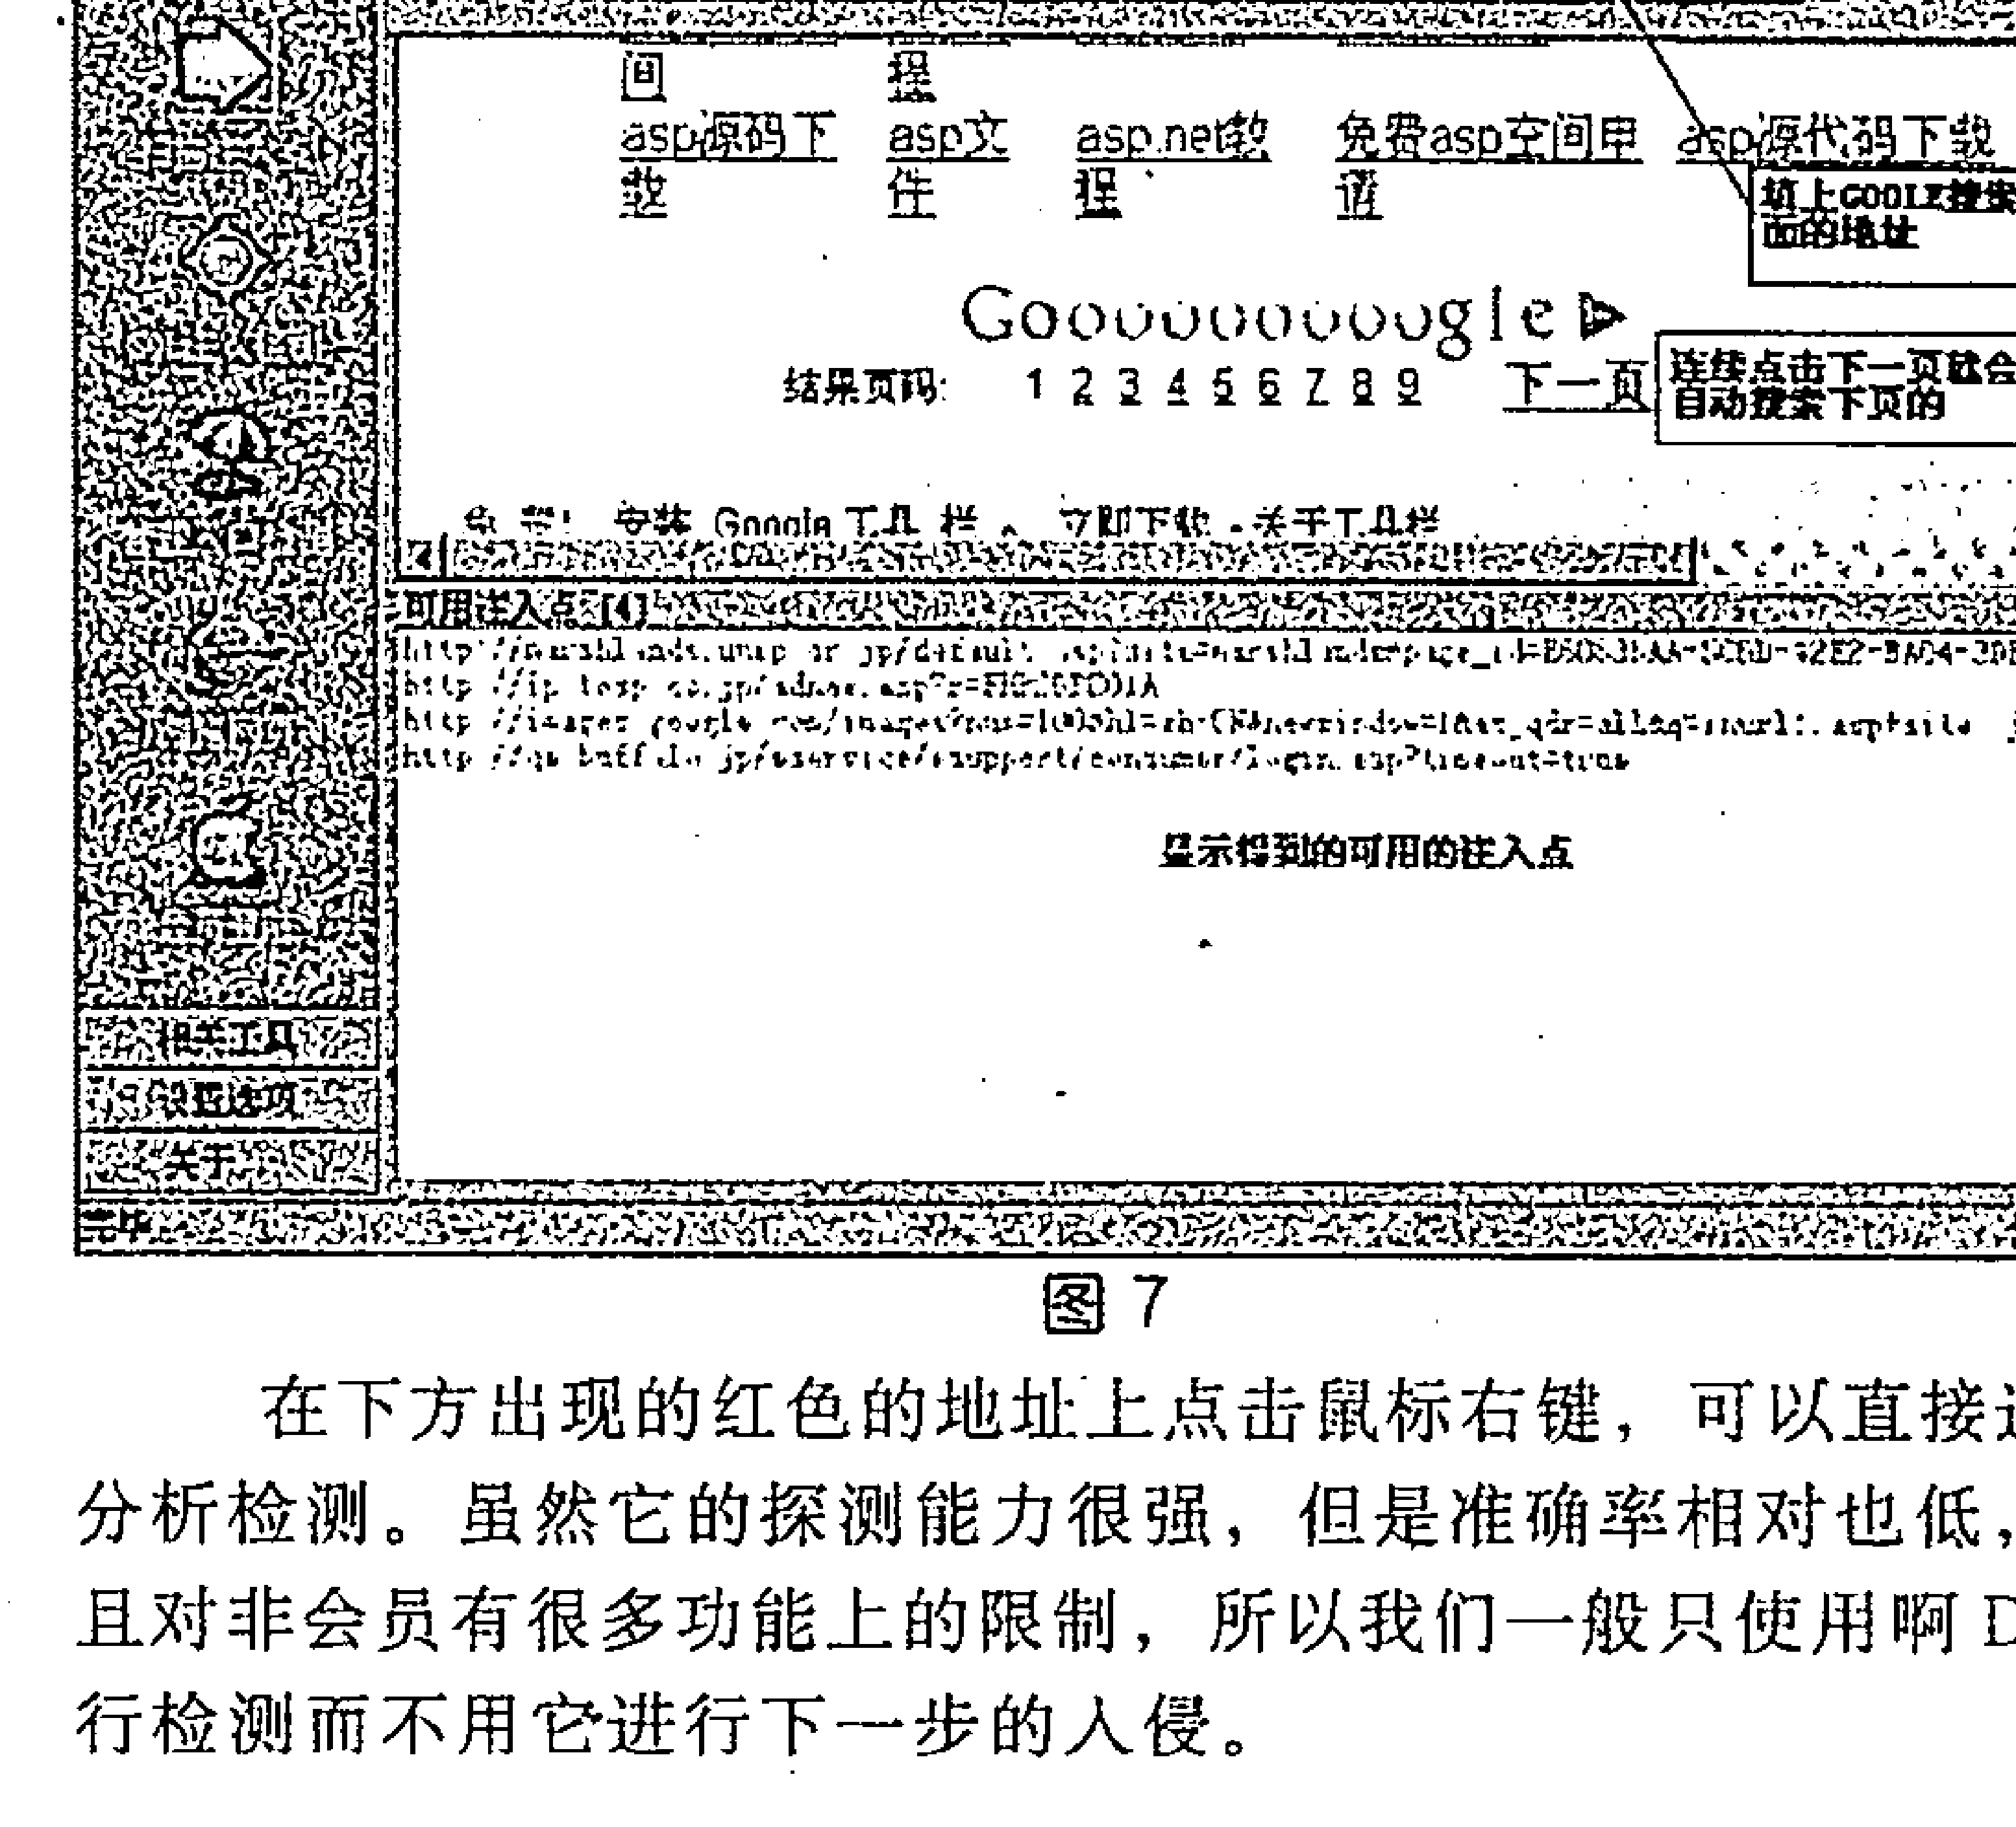 间 程
asp源码下 asp文 asp.net教 免费asp空间申 asp源代码下载
载 件 程 请
填上GOOLE搜索
面的地址
Gooooooooogle
结果页码: 1 2 3 4 5 6 7 8 9 下一页
连续点击下一页就会
自动搜索下页的
免费! 安装 Google 工具栏 立即下载 - 关于工具栏
可用注入点 [4]
显示得到的可用的注入点
相关工具
设置选项
关于
图 7
在下方出现的红色的地址上点击鼠标右键，可以直接
分析检测。虽然它的探测能力很强，但是准确率相对也低，
且对非会员有很多功能上的限制，所以我们一般只使用啊 D
行检测而不用它进行下一步的入侵。